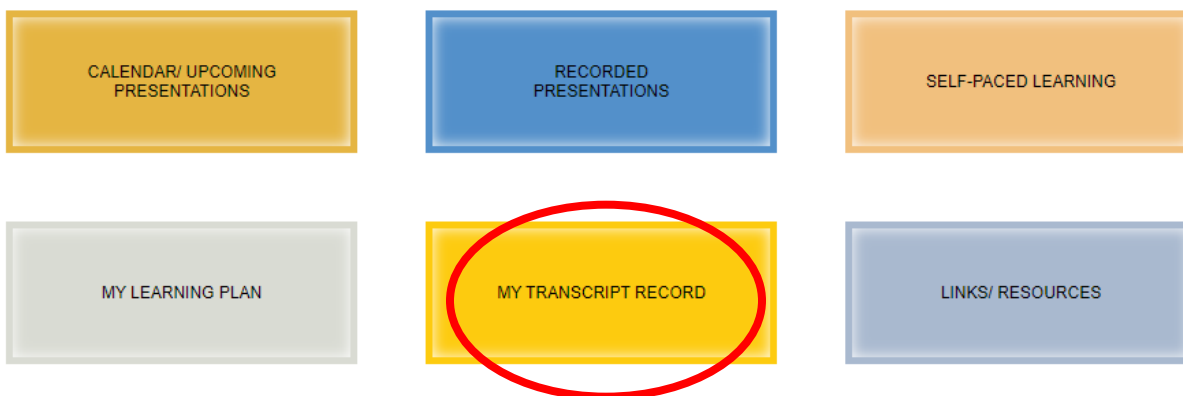 CALENDAR/ UPCOMING
PRESENTATIONS
RECORDED
PRESENTATIONS
SELF-PACED LEARNING
MY LEARNING PLAN
MY TRANSCRIPT RECORD
LINKS/ RESOURCES